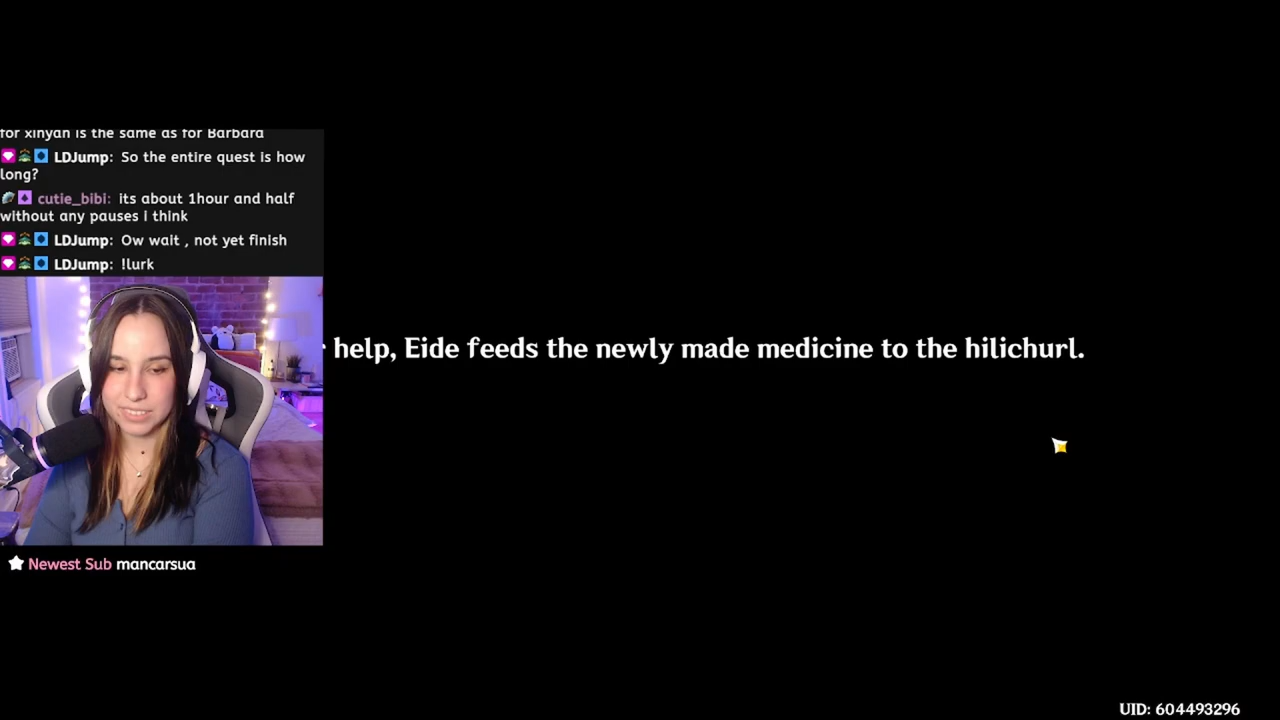 for xinyan is the same as for Barbara
LDJump: So the entire quest is how
long?
cutie_bibi: its about 1hour and half
without any pauses i think
LDJump: Ow wait , not yet finish
LDJump: !lurk
help, Eide feeds the newly made medicine to the hilichurl.
Newest Sub mancarsua
UID: 604493296